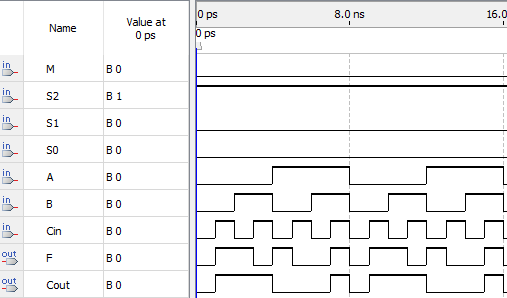 Name Value at 0 ps 0 ps 8.0 ns 16.0
0 ps
in M B 0
in S2 B 1
in S1 B 0
in S0 B 0
in A B 0
in B B 0
in Cin B 0
out F B 0
out Cout B 0